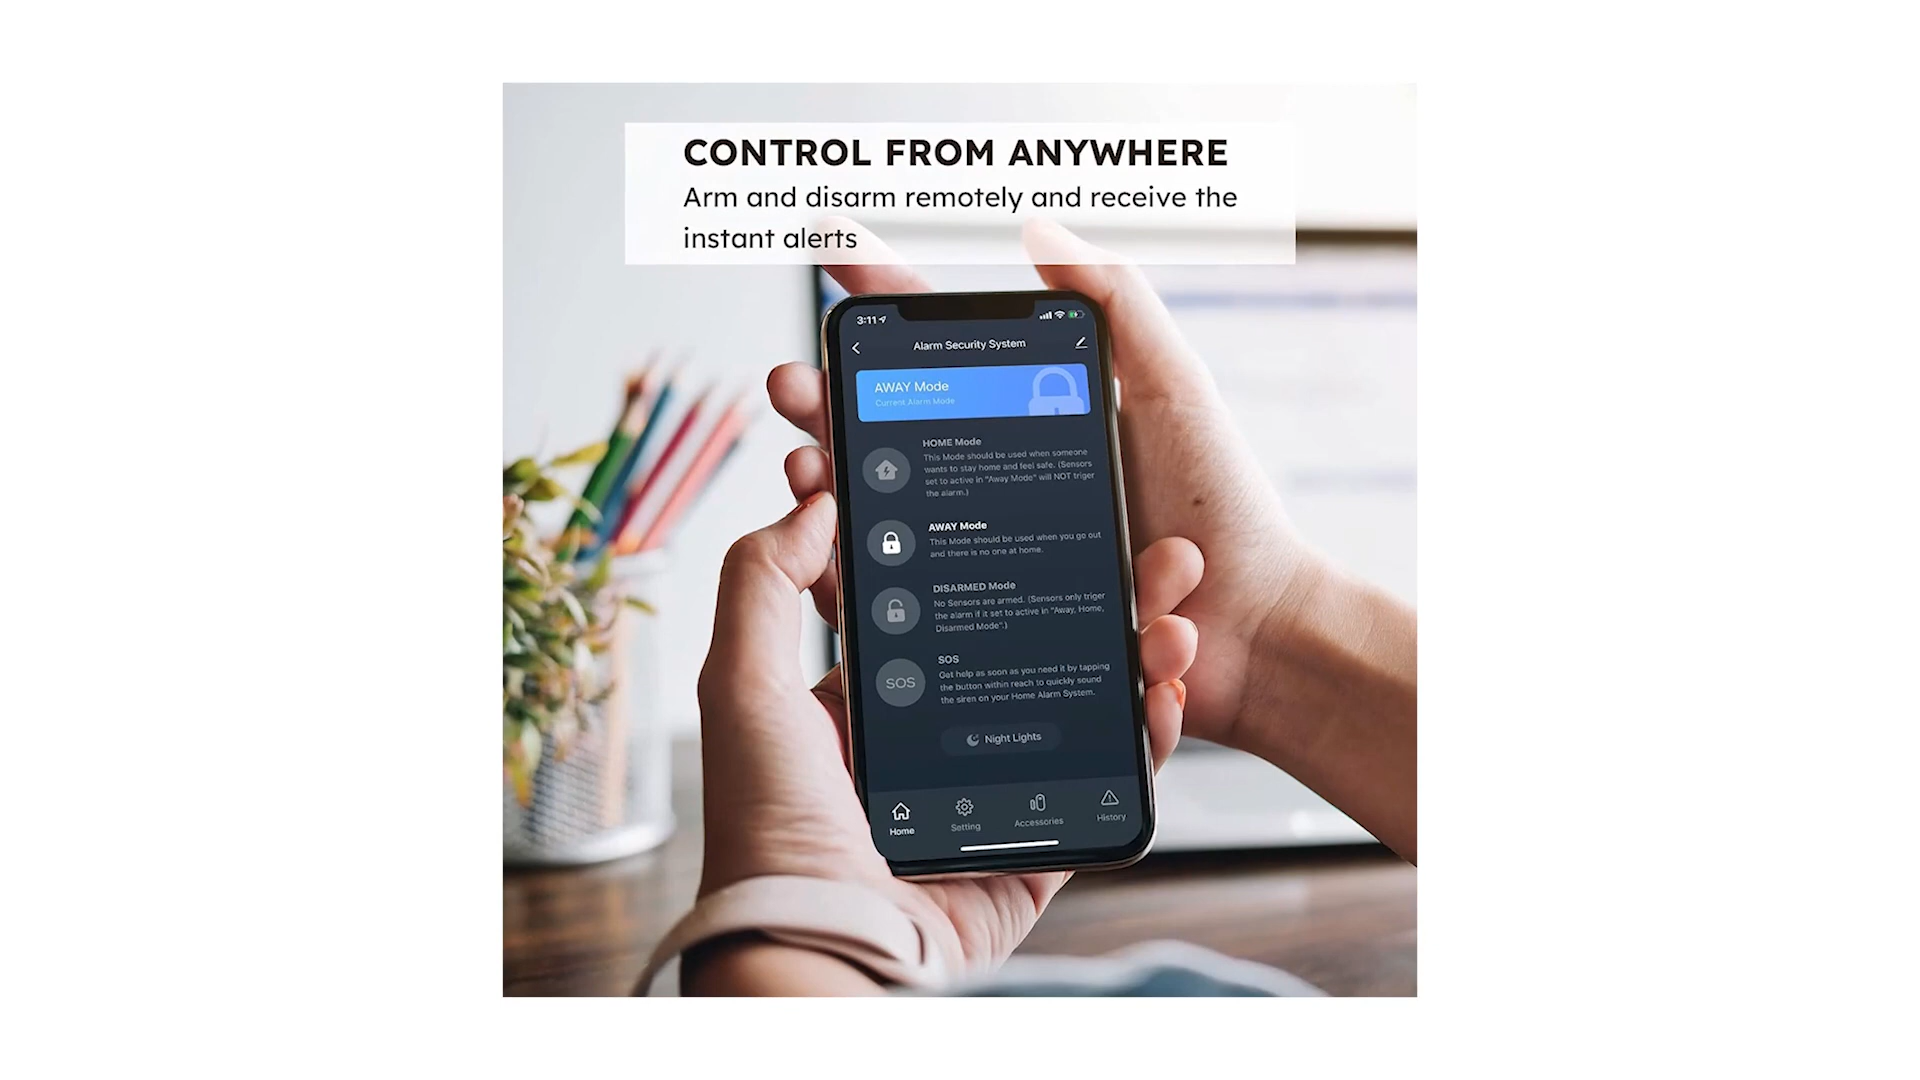 CONTROL FROM ANYWHERE
Arm and disarm remotely and receive the
instant alerts
3:11
Alarm Security System
AWAY Mode
Current Alarm Mode
HOME Mode
This Mode should be used when someone
wants to stay home and feel safe. (Sensors
set to active in "Away Mode" will NOT triger
the alarm.)
AWAY Mode
This Mode should be used when you go out
and there is no one at home.
DISARMED Mode
No Sensors are armed. (Sensors only triger
the alarm if it set to active in "Away, Home,
Disarmed Mode".)
SOS
SOS
Get help as soon as you need it by tapping
the button within reach to quickly sound
the siren on your Home Alarm System.
Night Lights
Home
Setting
Accessories
History